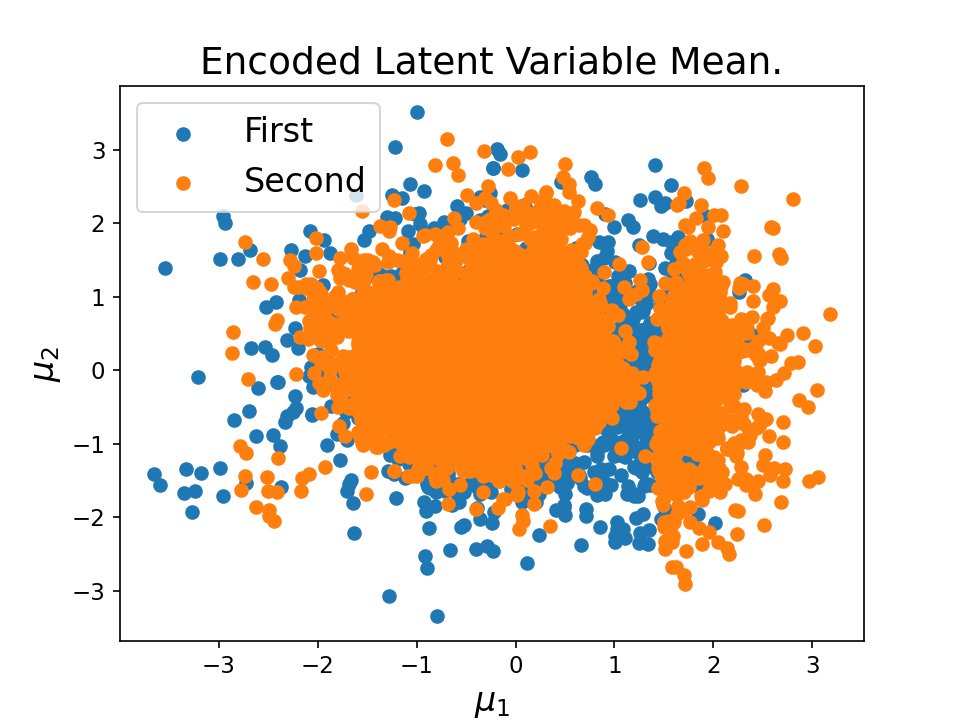 Encoded Latent Variable Mean.
First
Second
3
2
1
0
−1
−2
−3
μ2
−3
−2
−1
0
1
2
3
μ1